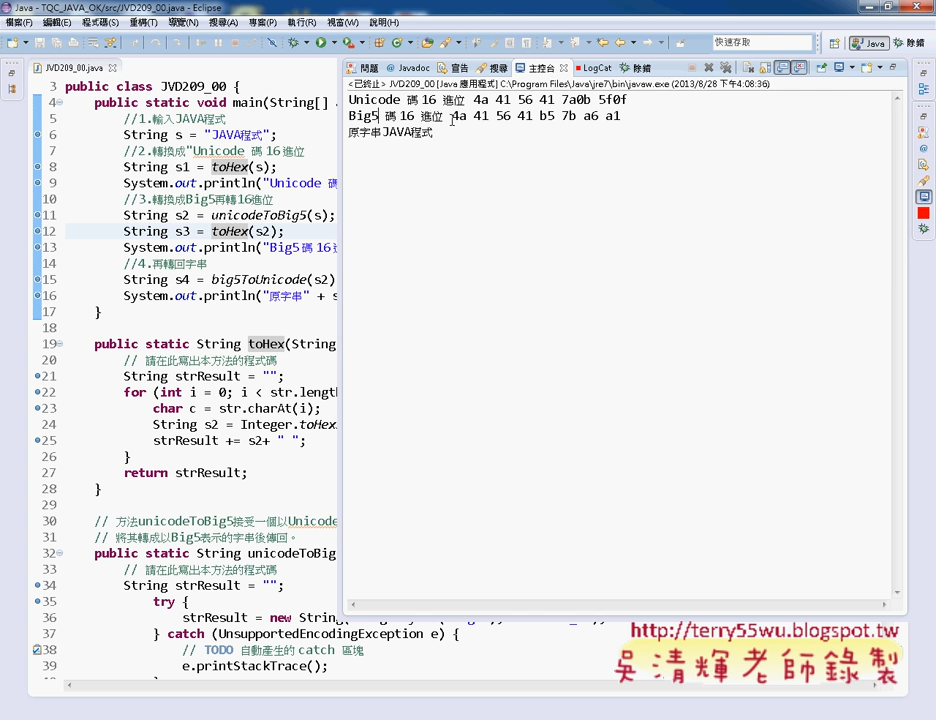 Java - TQC_JAVA_OK/src/JVD209_00.java - Eclipse
檔案(F) 編輯(E) 程式碼(S) 重構(T) 導覽(N) 搜尋(A) 專案(P) 執行(R) 視窗(W) 說明(H)
快速存取
Java
除錯
JVD209_00.java
3 public class JVD209_00 {
4 public static void main(String[]
5 //1.輸入JAVA程式
6 String s = "JAVA程式";
7 //2.轉換成"Unicode 碼 16進位
8 String s1 = toHex(s);
9 System.out.println("Unicode 碼
10 //3.轉換成Big5再轉16進位
11 String s2 = unicodeToBig5(s);
12 String s3 = toHex(s2);
13 System.out.println("Big5 碼 16
14 //4.再轉回字串
15 String s4 = big5ToUnicode(s2)
16 System.out.println("原字串" + s
17 }
18
19 public static String toHex(String
20 // 請在此寫出本方法的程式碼
21 String strResult = "";
22 for (int i = 0; i < str.lengt
23 char c = str.charAt(i);
24 String s2 = Integer.toHex
25 strResult += s2+ " ";
26 }
27 return strResult;
28 }
29
30 // 方法unicodeToBig5接受一個以Unicode
31 // 將其轉成以Big5表示的字串後傳回。
32 public static String unicodeToBig
33 // 請在此寫出本方法的程式碼
34 String strResult = "";
35 try {
36 strResult = new String(
37 } catch (UnsupportedEncodingException e) {
38 // TODO 自動產生的 catch 區塊
39 e.printStackTrace();
問題 Javadoc 宣告 搜尋 主控台 LogCat 除錯
<已終止> JVD209_00 [Java 應用程式] C:\Program Files\Java\jre7\bin\javaw.exe (2013/8/28 下午4:08:36)
Unicode 碼 16 進位 4a 41 56 41 7a0b 5f0f
Big5 碼 16 進位 4a 41 56 41 b5 7b a6 a1
原字串JAVA程式
http://terry55wu.blogspot.tw
吳清輝老師錄製